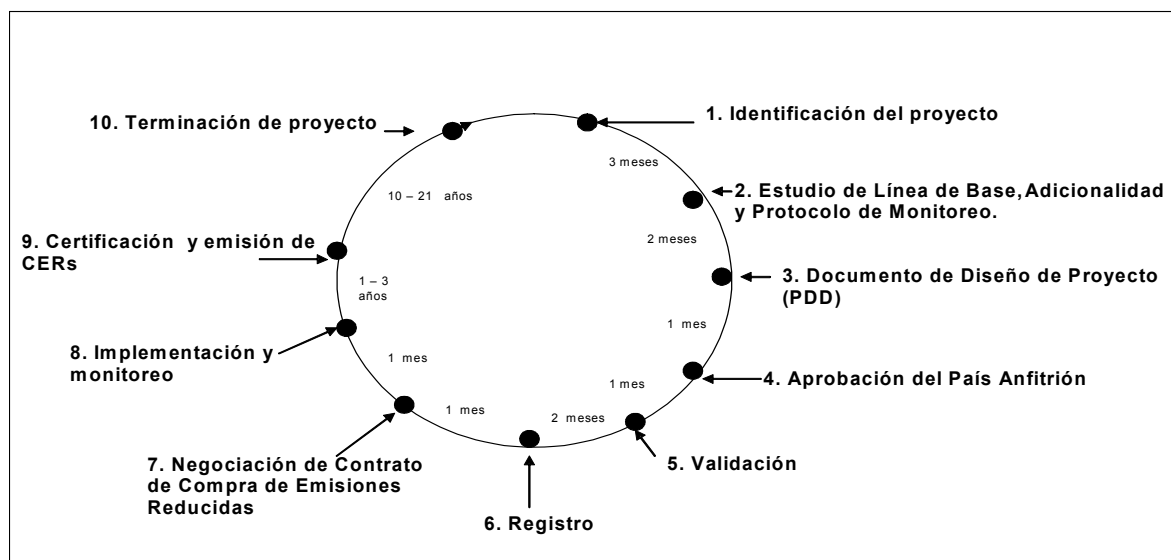 10. Terminación de proyecto
1. Identificación del proyecto
3 meses
2. Estudio de Línea de Base, Adicionalidad
y Protocolo de Monitoreo.
2 meses
3. Documento de Diseño de Proyecto
(PDD)
1 mes
4. Aprobación del País Anfitrión
1 mes
5. Validación
2 meses
6. Registro
1 mes
7. Negociación de Contrato
de Compra de Emisiones
Reducidas
1 mes
8. Implementación y
monitoreo
1 – 3
años
9. Certificación y emisión de
CERs
10 – 21 años